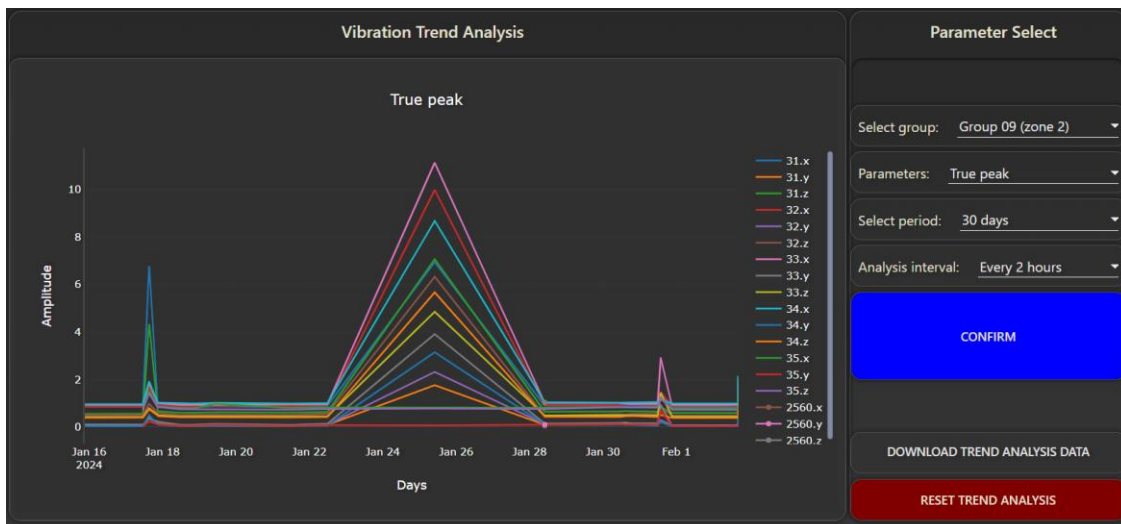 Vibration Trend Analysis
Parameter Select
True peak
Select group: Group 09 (zone 2)
Parameters: True peak
Select period: 30 days
Analysis interval: Every 2 hours
CONFIRM
DOWNLOAD TREND ANALYSIS DATA
RESET TREND ANALYSIS
Amplitude
10
8
6
4
2
0
Jan 16
2024
Jan 18
Jan 20
Jan 22
Jan 24
Jan 26
Jan 28
Jan 30
Feb 1
Days
31.x
31.y
31.z
32.x
32.y
32.z
33.x
33.y
33.z
34.x
34.y
34.z
35.x
35.y
35.z
2560.x
2560.y
2560.z